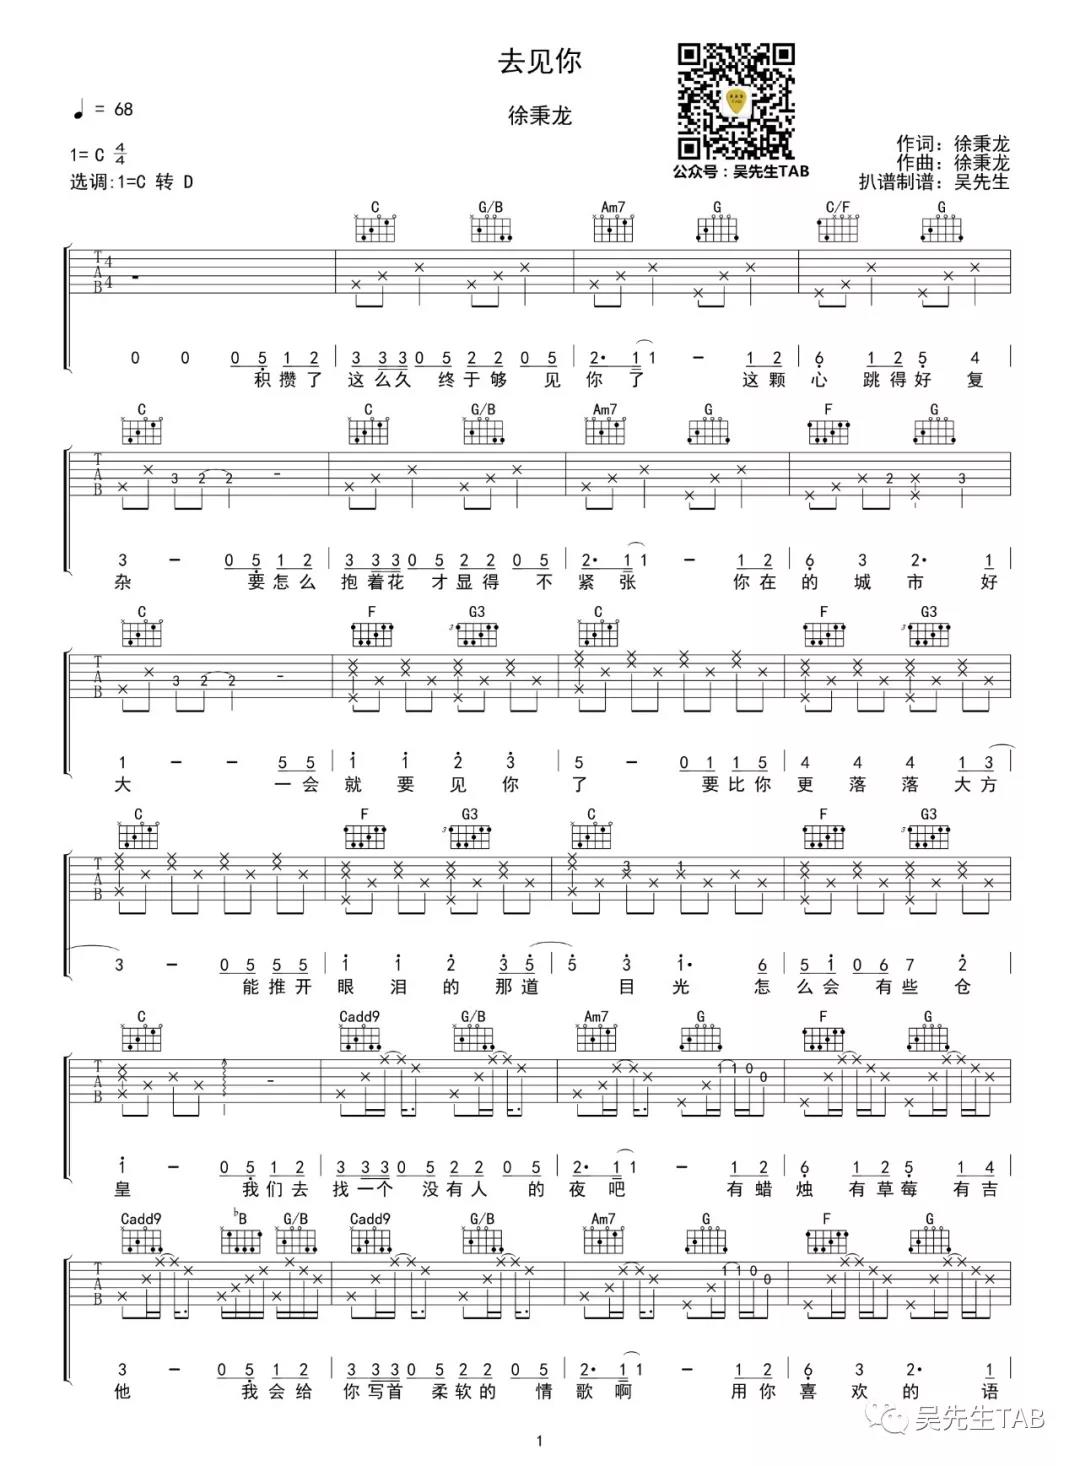 去见你
♩ = 68
徐秉龙
1= C 4/4
选调:1=C 转 D
公众号：吴先生TAB
作词：徐秉龙
作曲：徐秉龙
扒谱制谱：吴先生
C G/B Am7 G C/F G
T 4
A 4
B
0 0 0 5 1 2 3 3 3 0 5 2 2 0 5 2· 1 1 － 1 2 6 1 2 5 4
积攒了 这么久 终于够 见 你了 这颗 心 跳得好 复
C C G/B Am7 G F G
T
A
B
3 2 2 － 2 3
3 － 0 5 1 2 3 3 3 0 5 2 2 0 5 2· 1 1 － 1 2 6 3 2· 1
杂 要怎么 抱着花 才显得 不 紧张 你在 的 城 市 好
C F G3 C F G3
3 3
T
A
B
3 2 2 －
1 － － 5 5 1 1 2 3 5 － 0 1 1 5 4 4 4 1 3
大 一会 就 要 见 你 了 要比你 更 落 落 大方
C F G3 C F G3
3 3
T
A
B
3 1
3 － 0 5 5 5 1 1 2 3 5 5 3 1· 6 5 1 0 6 7 2
能推开 眼 泪 的 那道 目 光 怎 么会 有些 仓
C Cadd9 G/B Am7 G F G
T
A
B
－ 1 1 0 0
1 － 0 5 1 2 3 3 3 0 5 2 2 0 5 2· 1 1 － 1 2 6 1 2 5 1 4
皇 我们去 找一个 没有人 的 夜吧 有蜡 烛 有草莓 有吉
Cadd9 ♭B G/B Cadd9 G/B Am7 G F G
T
A
B
1 1 0 0
3 － 0 5 1 2 3 3 3 0 5 2 2 0 5 2· 1 1 － 1 2 6 3 2· 1
他 我会给 你写首 柔软的 情 歌啊 用你 喜 欢 的 语
吴先生TAB
1